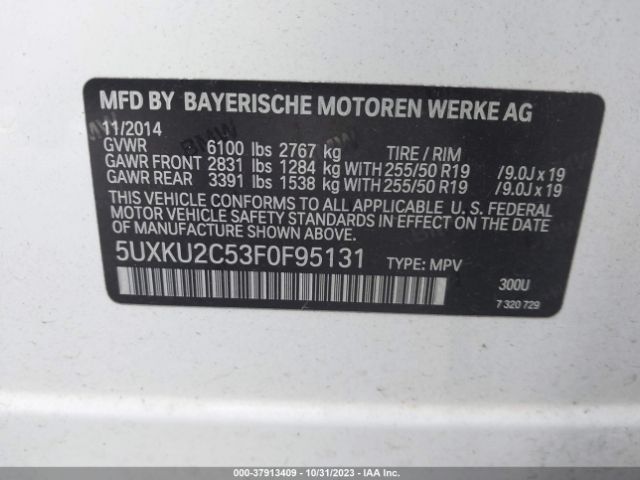 MFD BY BAYERISCHE MOTOREN WERKE AG
11/2014
GVWR 6100 lbs 2767 kg TIRE / RIM
GAWR FRONT 2831 lbs 1284 kg WITH 255/50 R19 /9.0J x 19
GAWR REAR 3391 lbs 1538 kg WITH 255/50 R19 /9.0J x 19
THIS VEHICLE CONFORMS TO ALL APPLICABLE U. S. FEDERAL
MOTOR VEHICLE SAFETY STANDARDS IN EFFECT ON THE DATE
OF MANUFACTURE SHOWN ABOVE.
5UXKU2C53F0F95131 TYPE: MPV
300U
7 320 729
000-37913409 - 10/31/2023 - IAA Inc.